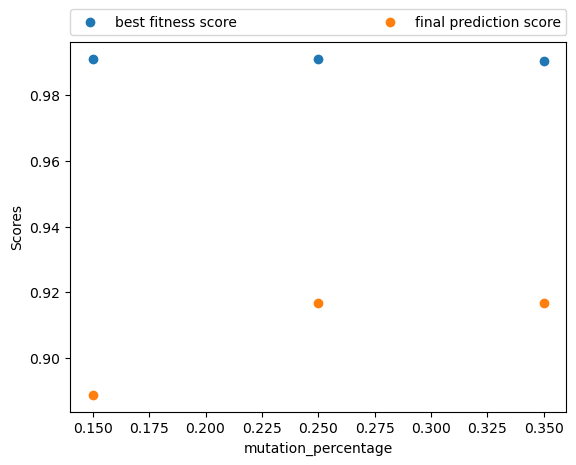 best fitness score final prediction score
0.98
0.96
0.94
0.92
0.90
Scores
0.150 0.175 0.200 0.225 0.250 0.275 0.300 0.325 0.350
mutation_percentage